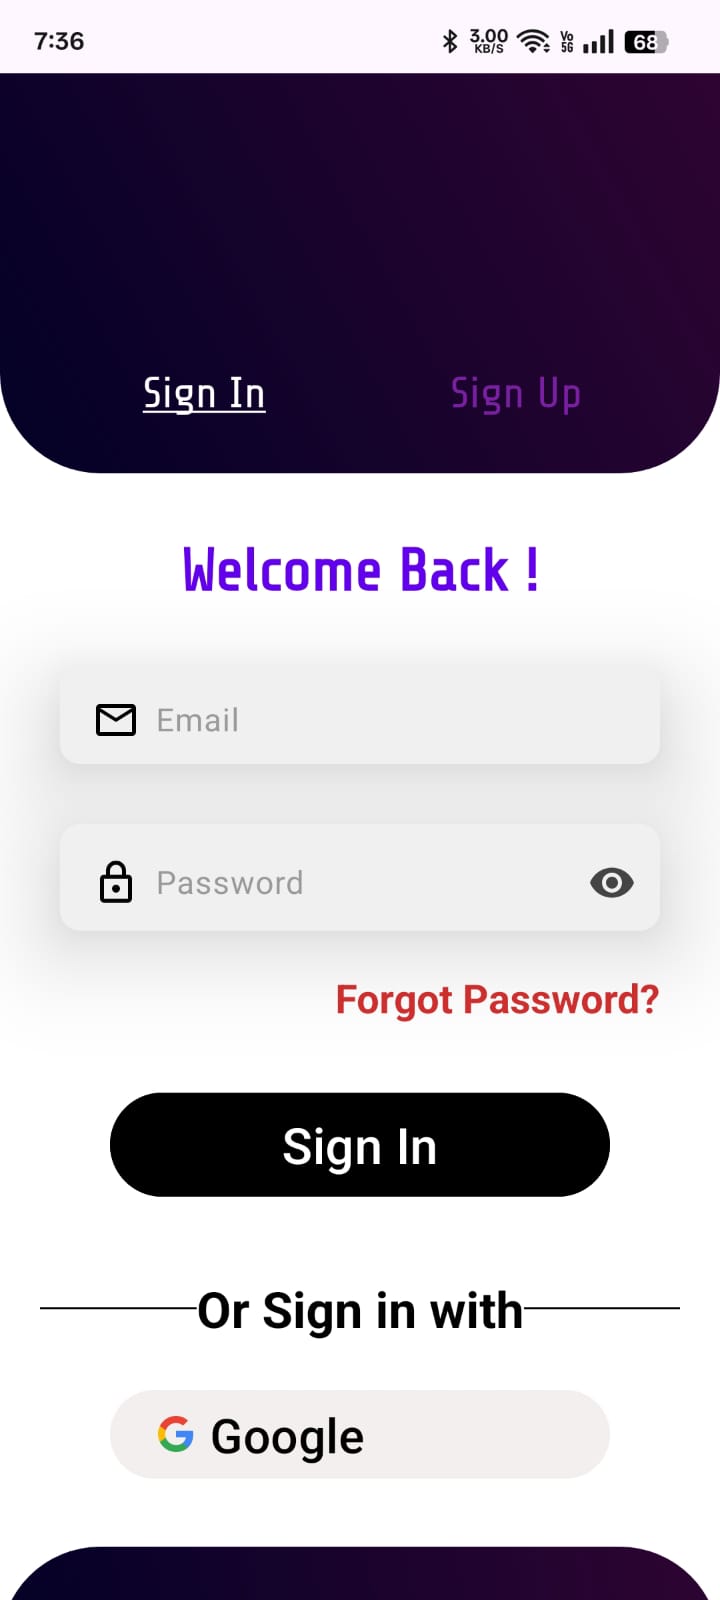 7:36
3.00
KB/S
Vo
5G
68
Sign In
Sign Up
Welcome Back !
Email
Password
Forgot Password?
Sign In
Or Sign in with
Google